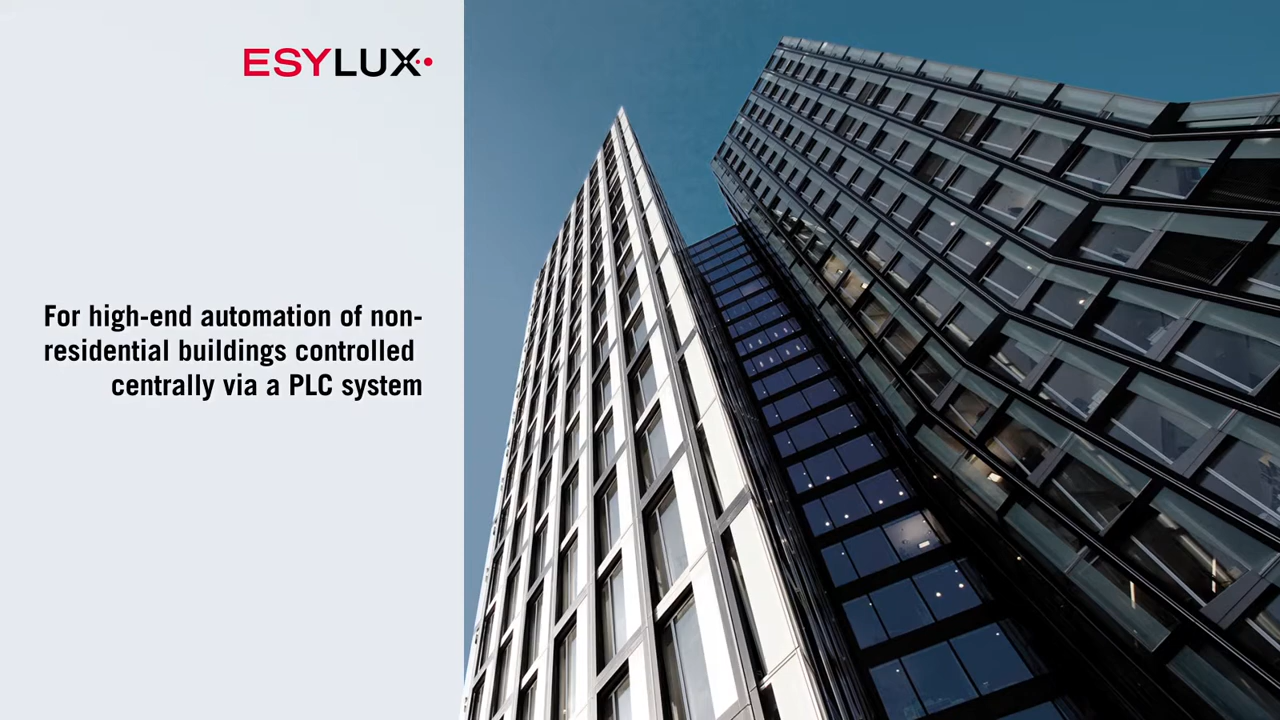 ESYLUX
For high-end automation of non-
residential buildings controlled
centrally via a PLC system